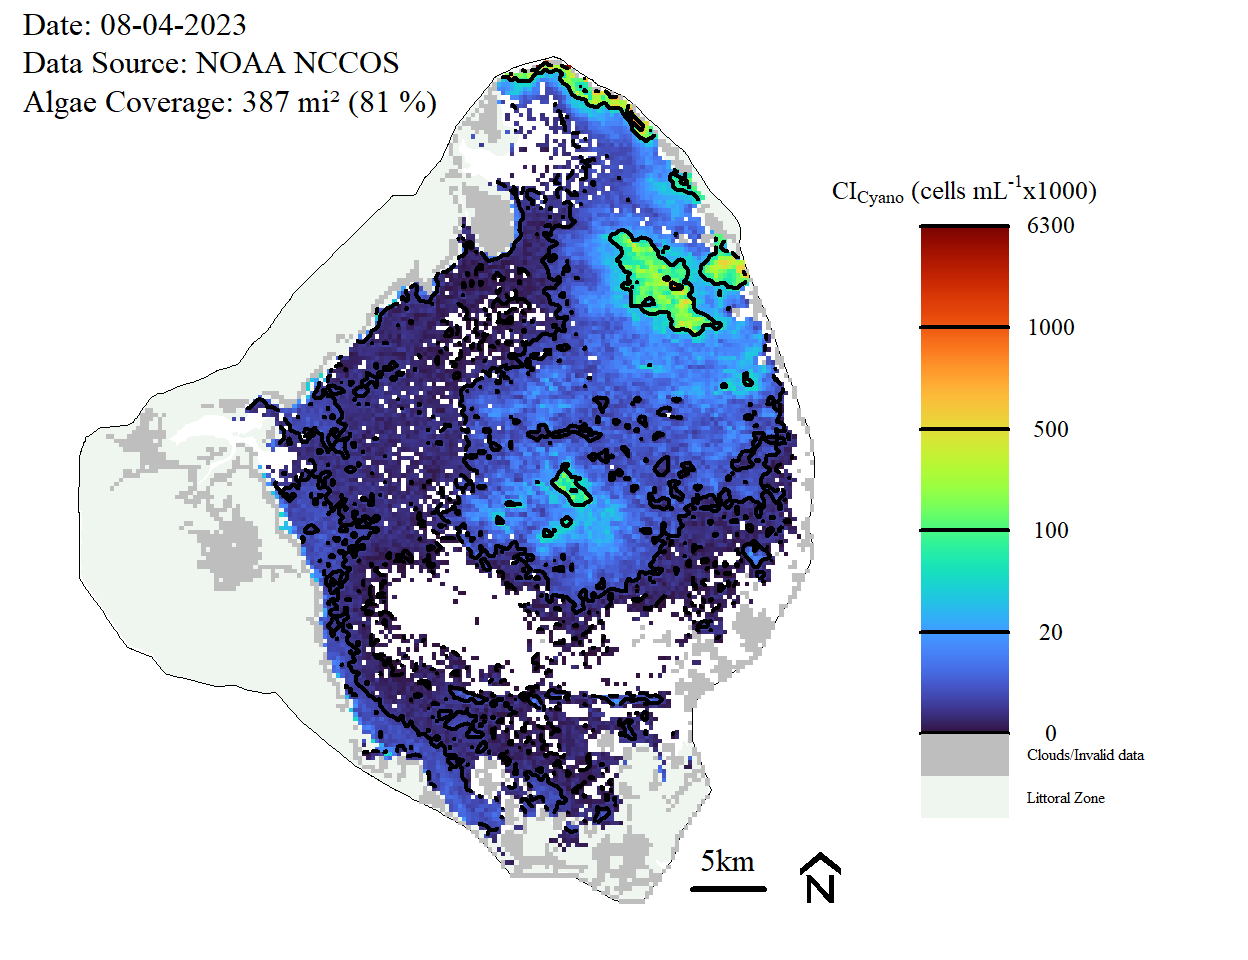 Date: 08-04-2023
Data Source: NOAA NCCOS
Algae Coverage: 387 mi² (81 %)
CICyano (cells mL-1x1000)
6300
1000
500
100
20
0
Clouds/Invalid data
Littoral Zone
5km
N